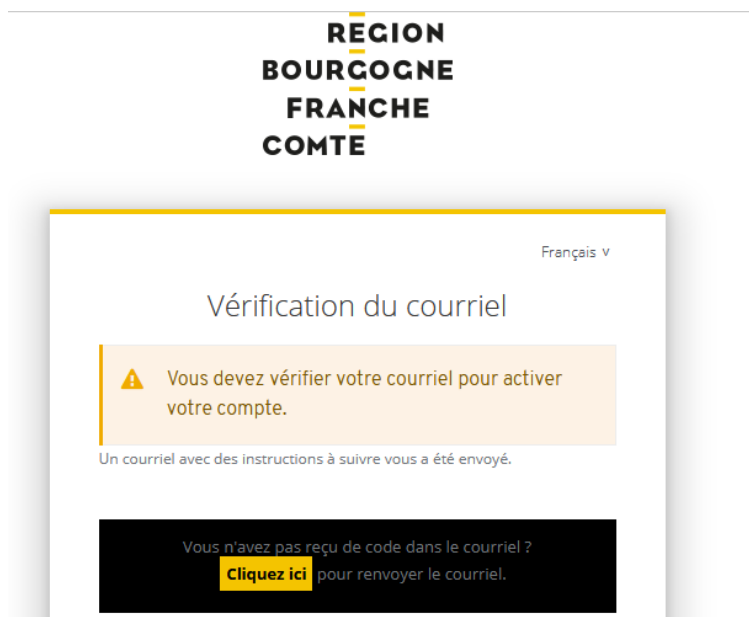 REGION
BOURGOGNE
FRANCHE
COMTE
Français v
Vérification du courriel
Vous devez vérifier votre courriel pour activer
votre compte.
Un courriel avec des instructions à suivre vous a été envoyé.
Vous n'avez pas reçu de code dans le courriel ?
Cliquez ici pour renvoyer le courriel.